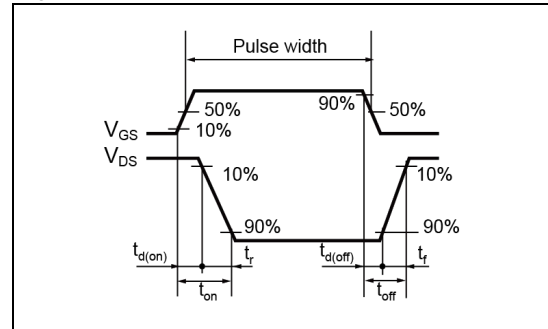 Pulse width
50%
90%
50%
VGS
10%
VDS
10%
10%
90%
90%
td(on)
tr
td(off)
tf
ton
toff